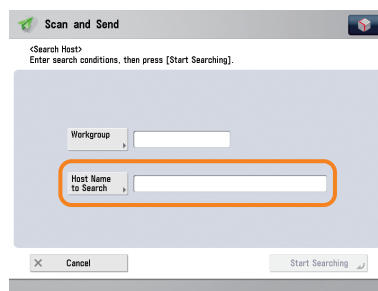 Scan and Send
<Search Host>
Enter search conditions, then press [Start Searching].
Workgroup
Host Name
to Search
Cancel
Start Searching